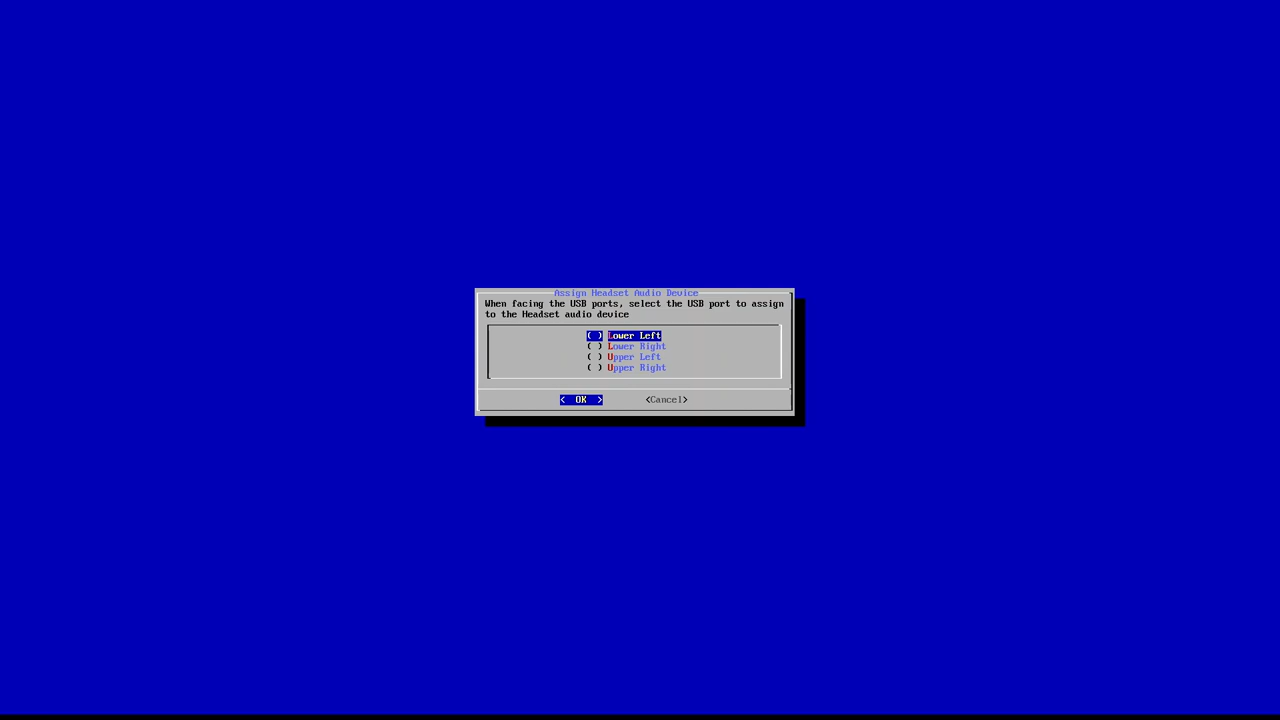 Assign Headset Audio Device
When facing the USB ports, select the USB port to assign
to the Headset audio device
( ) Lower Left
( ) Lower Right
( ) Upper Left
( ) Upper Right
< OK > <Cancel>